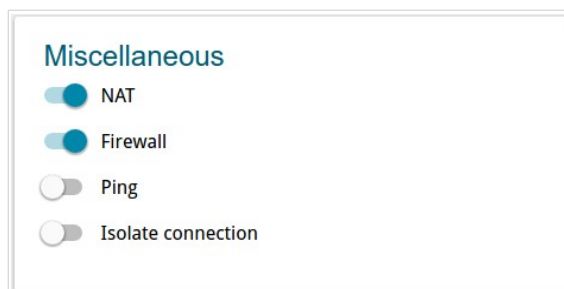 Miscellaneous
NAT
Firewall
Ping
Isolate connection